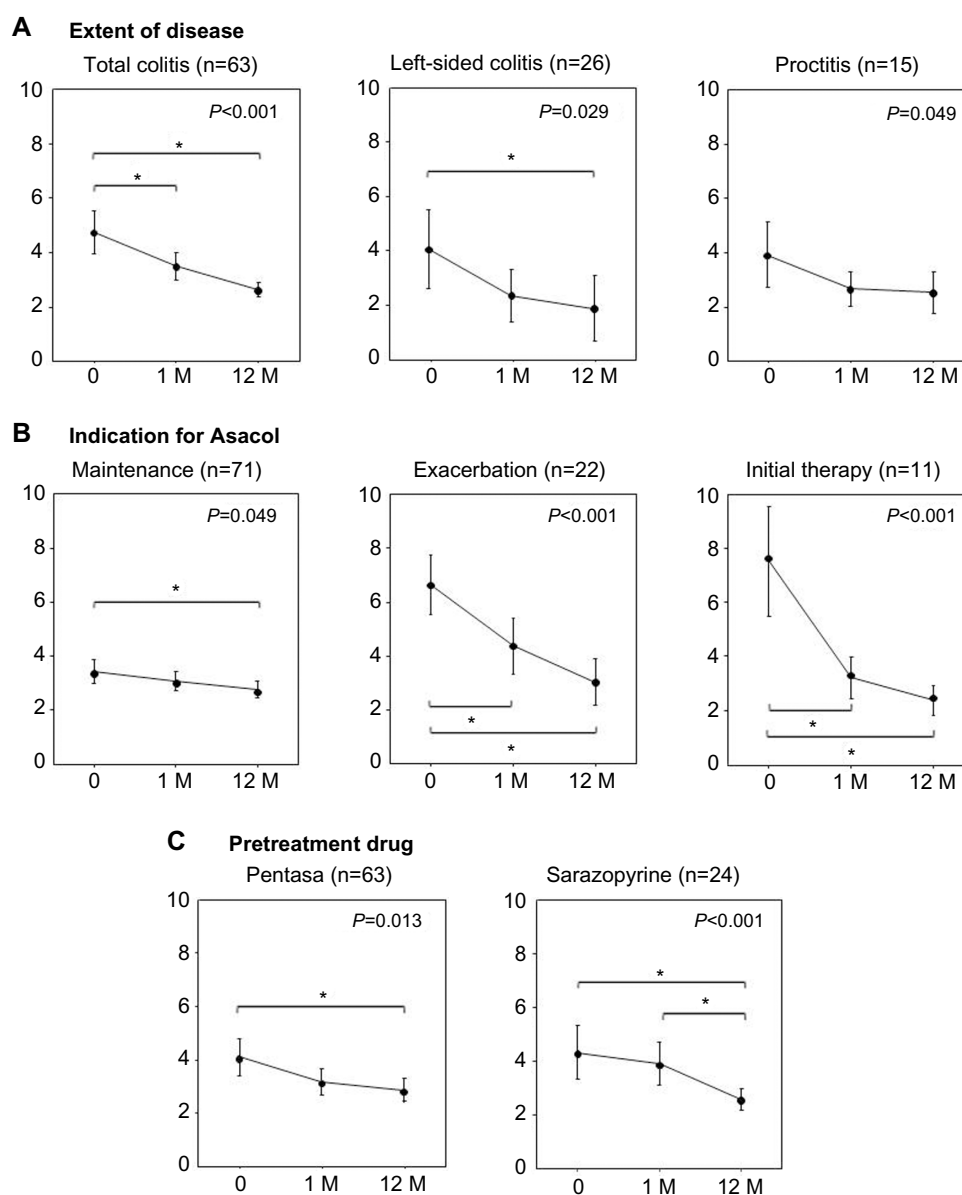 A Extent of disease
Total colitis (n=63)
10
8
6
4
2
0
P<0.001
*
*
0 1 M 12 M
Left-sided colitis (n=26)
10
8
6
4
2
0
P=0.029
*
0 1 M 12 M
Proctitis (n=15)
10
8
6
4
2
0
P=0.049
0 1 M 12 M
B Indication for Asacol
Maintenance (n=71)
10
8
6
4
2
0
P=0.049
*
0 1 M 12 M
Exacerbation (n=22)
10
8
6
4
2
0
P<0.001
*
*
0 1 M 12 M
Initial therapy (n=11)
10
8
6
4
2
0
P<0.001
*
*
0 1 M 12 M
C Pretreatment drug
Pentasa (n=63)
10
8
6
4
2
0
P=0.013
*
0 1 M 12 M
Sarazopyrine (n=24)
10
8
6
4
2
0
P<0.001
*
*
0 1 M 12 M